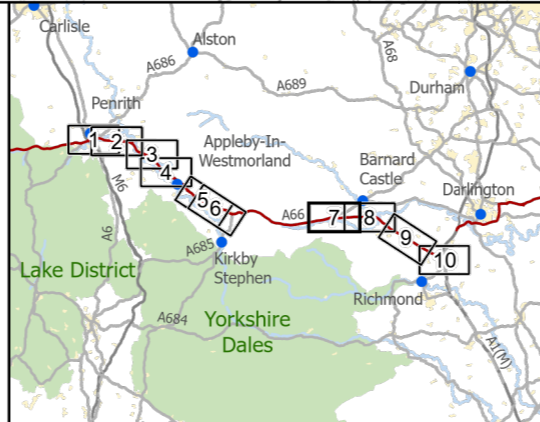 Carlisle
Alston
A686
A68
A689
Durham
Penrith
1
2
3
4
5
6
Appleby-In-
Westmorland
Barnard
Castle
Darlington
M6
A66
7
8
9
10
A6
A685
Lake District
Kirkby
Stephen
Richmond
A684
Yorkshire
Dales
A1(M)